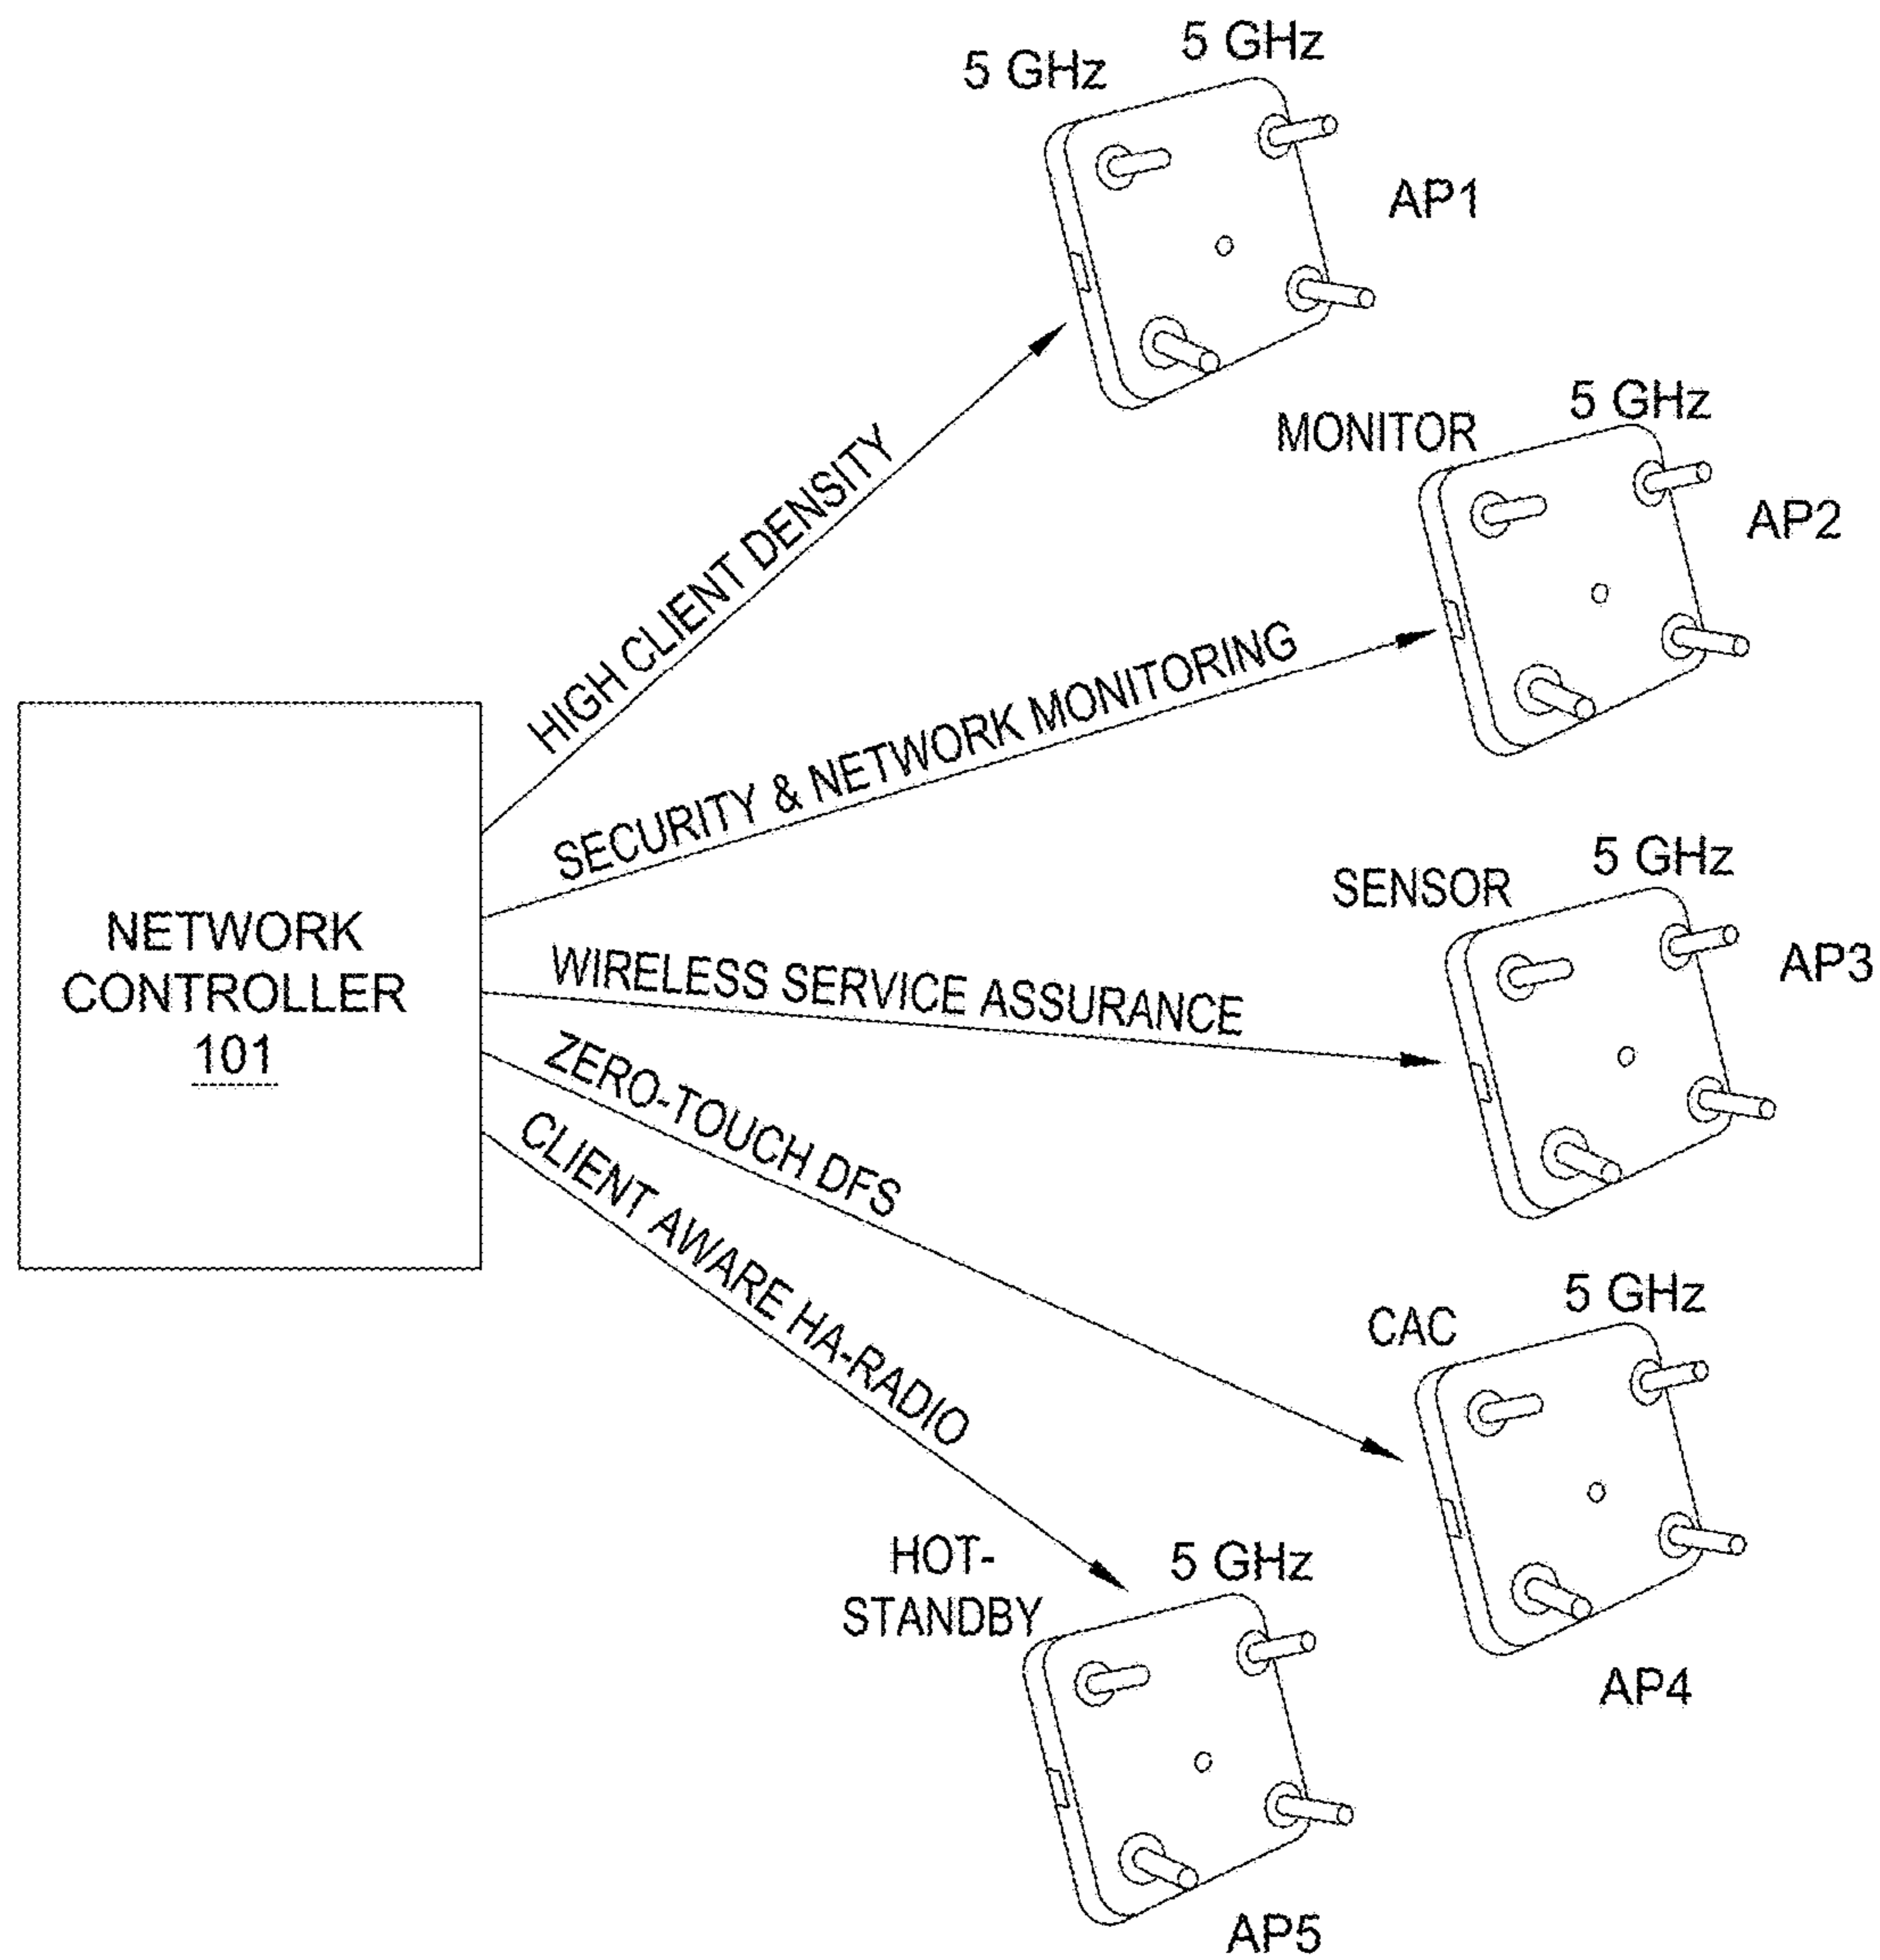 5 GHz
5 GHz
AP1
HIGH CLIENT DENSITY
MONITOR
5 GHz
AP2
SECURITY & NETWORK MONITORING
SENSOR
5 GHz
AP3
NETWORK
CONTROLLER
101
WIRELESS SERVICE ASSURANCE
ZERO-TOUCH DFS
CAC
5 GHz
AP4
CLIENT AWARE HA-RADIO
HOT-
STANDBY
5 GHz
AP5